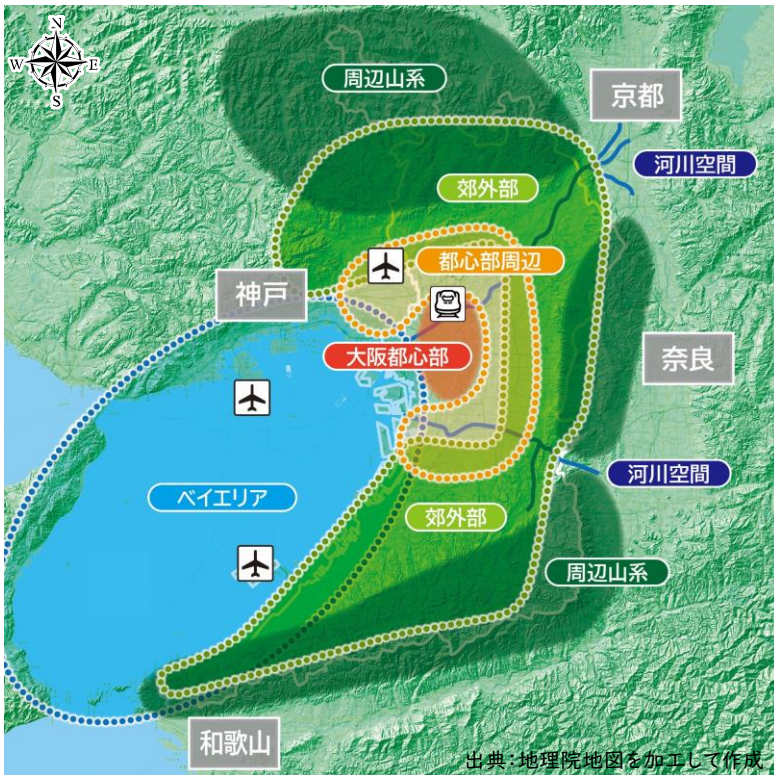 N
W
E
S
周辺山系
京都
河川空間
郊外部
都心部周辺
神戸
大阪都心部
奈良
ベイエリア
河川空間
郊外部
周辺山系
和歌山
出典:地理院地図を加工して作成